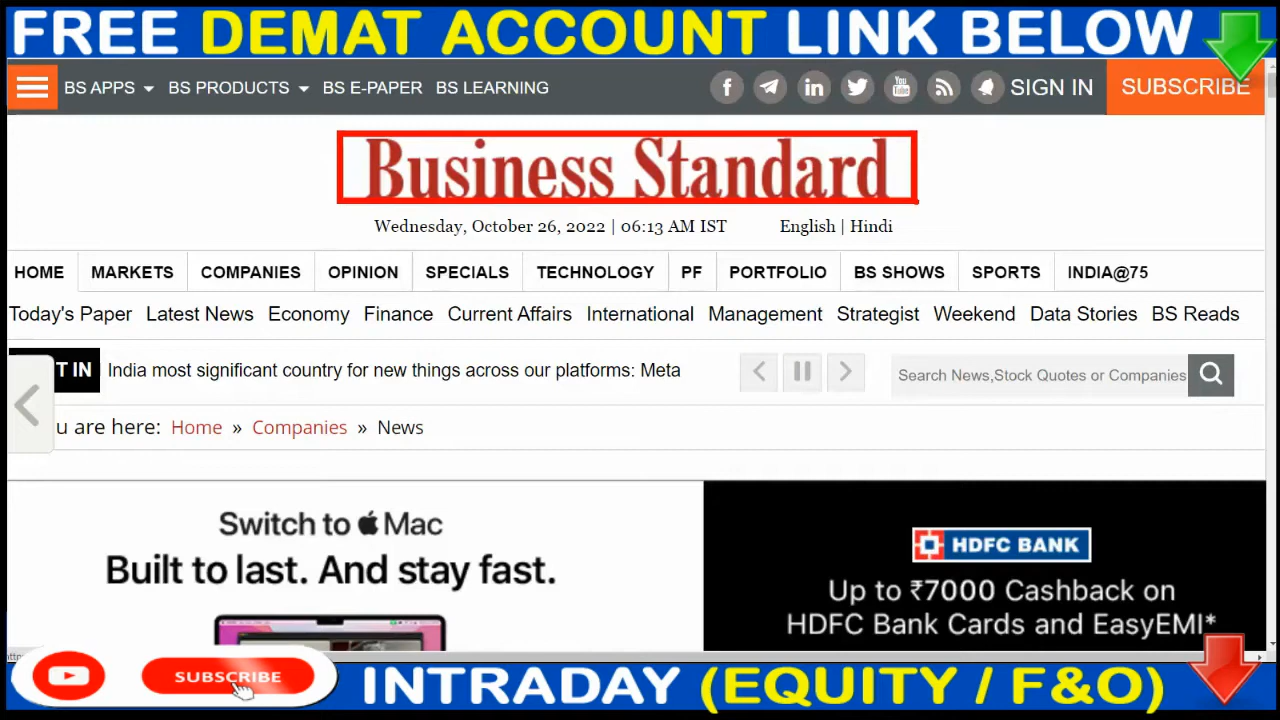 FREE DEMAT ACCOUNT LINK BELOW
BS APPS BS PRODUCTS BS E-PAPER BS LEARNING SIGN IN SUBSCRIBE
Business Standard
Wednesday, October 26, 2022 | 06:13 AM IST English | Hindi
HOME MARKETS COMPANIES OPINION SPECIALS TECHNOLOGY PF PORTFOLIO BS SHOWS SPORTS INDIA@75
Today's Paper Latest News Economy Finance Current Affairs International Management Strategist Weekend Data Stories BS Reads
T IN India most significant country for new things across our platforms: Meta Search News,Stock Quotes or Companies
u are here: Home » Companies » News
Switch to Mac
Built to last. And stay fast.
HDFC BANK
Up to ₹7000 Cashback on
HDFC Bank Cards and EasyEMI*
SUBSCRIBE
INTRADAY (EQUITY / F&O)